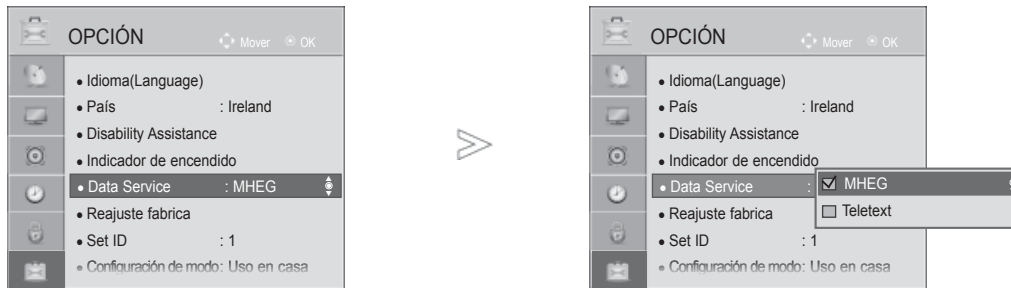 OPCIÓN Mover OK
• Idioma(Language)
• País : Ireland
• Disability Assistance
• Indicador de encendido
• Data Service : MHEG
• Reajuste fabrica
• Set ID : 1
• Configuración de modo: Uso en casa
>
OPCIÓN Mover OK
• Idioma(Language)
• País : Ireland
• Disability Assistance
• Indicador de encendido
• Data Service :
MHEG
Teletext
• Reajuste fabrica
• Set ID : 1
• Configuración de modo: Uso en casa